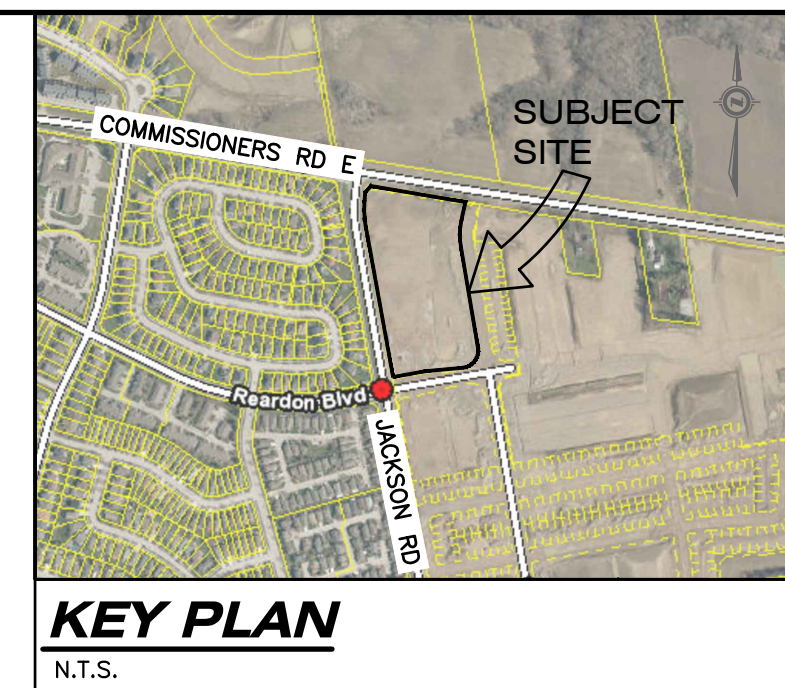 COMMISSIONERS RD E
SUBJECT
SITE
N
Reardon Blvd
JACKSON RD
KEY PLAN
N.T.S.